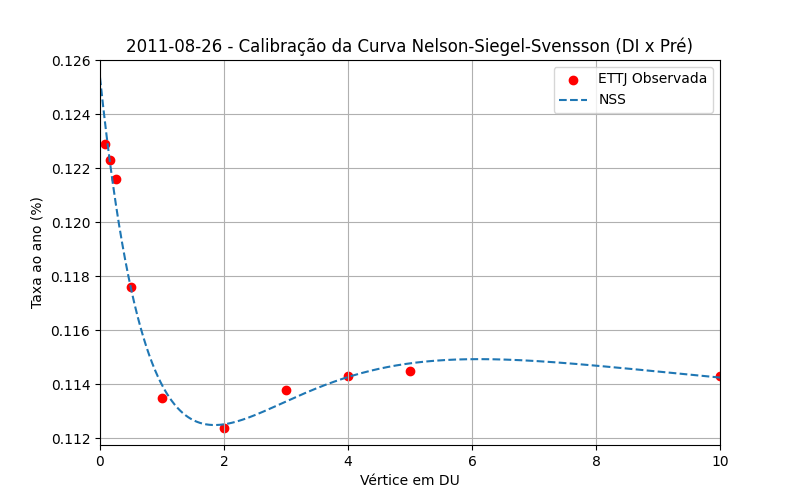 2011-08-26 - Calibração da Curva Nelson-Siegel-Svensson (DI x Pré)
0.126
0.124
0.122
0.120
0.118
0.116
0.114
0.112
Taxa ao ano (%)
ETTJ Observada
NSS
0 2 4 6 8 10
Vértice em DU